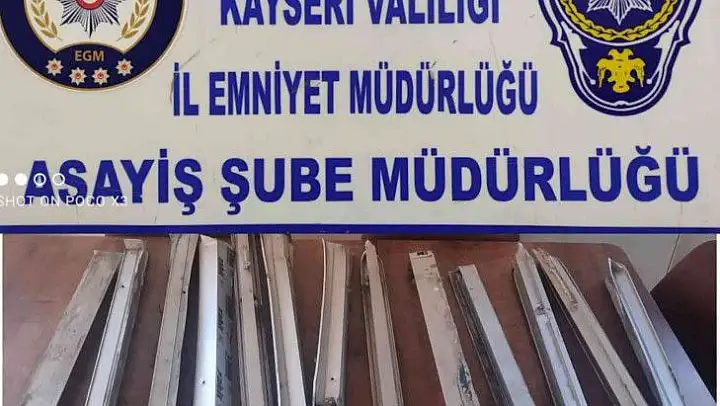 KAYSERİ VALİLİĞİ
EGM
İL EMNİYET MÜDÜRLÜĞÜ
ASAYİŞ ŞUBE MÜDÜRLÜĞÜ
SHOT ON POCO X3